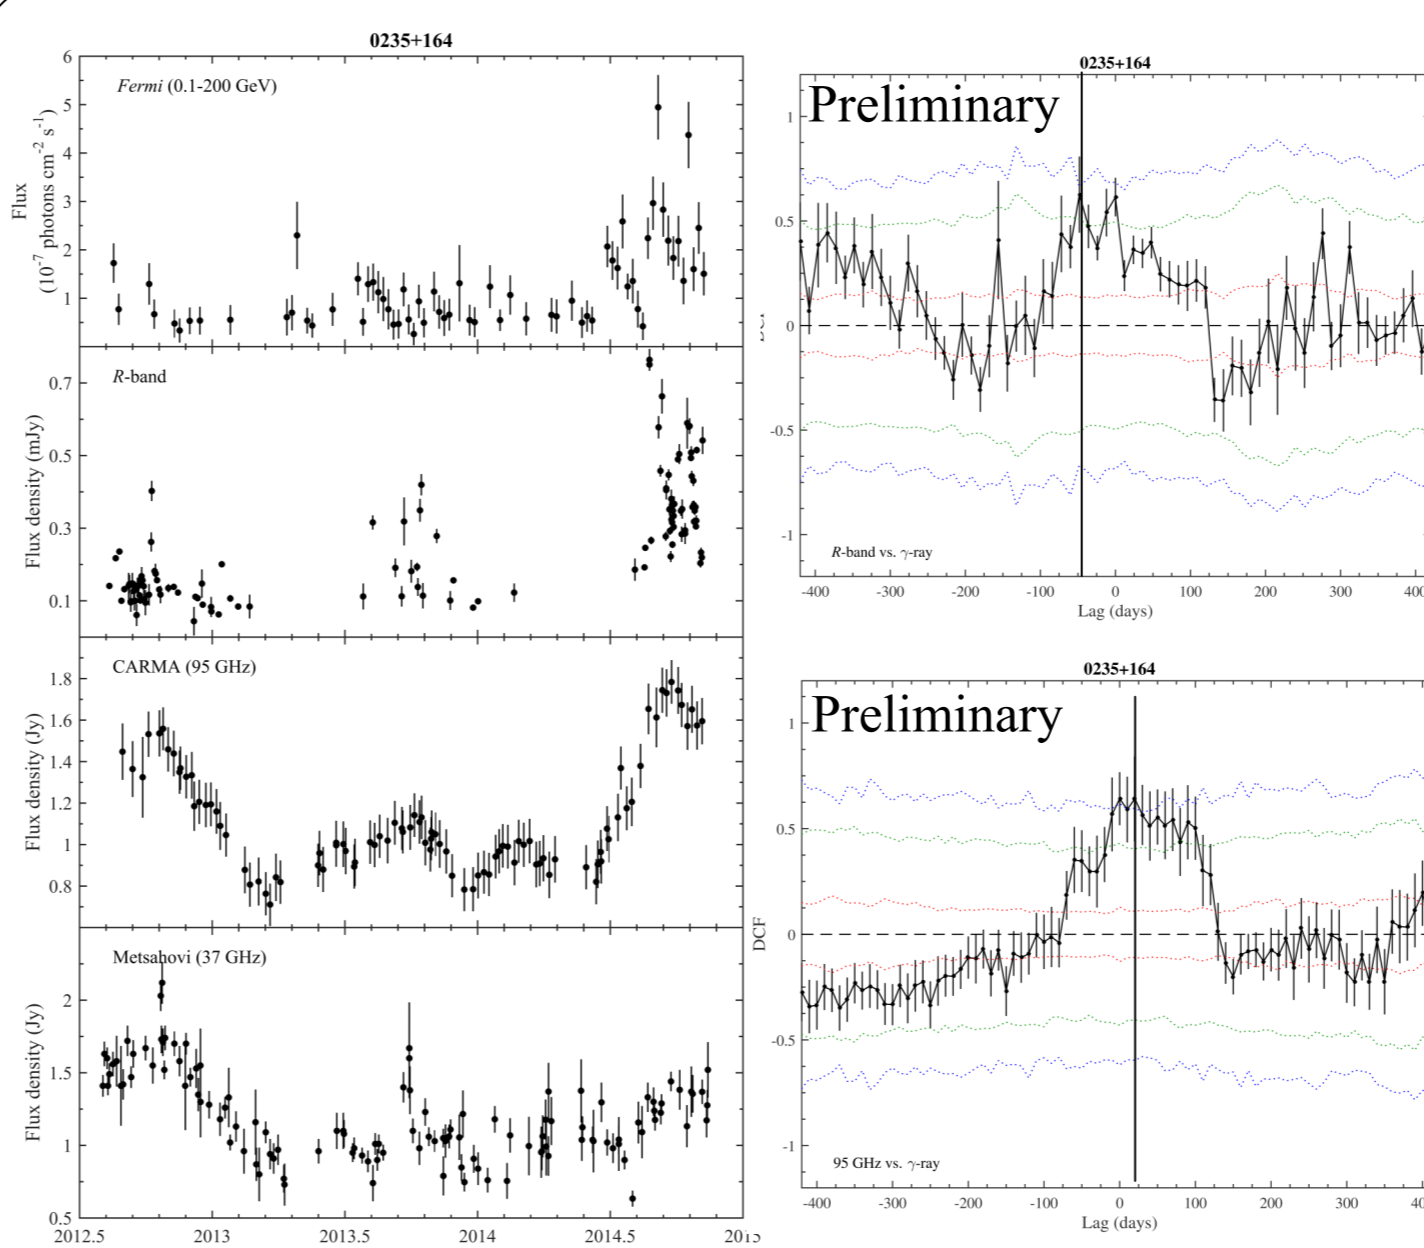 0235+164
Fermi (0.1-200 GeV)
Flux
(10⁻⁷ photons cm⁻² s⁻¹)
6
5
4
3
2
1
R-band
Flux density (mJy)
0.7
0.5
0.3
0.1
CARMA (95 GHz)
Flux density (Jy)
1.8
1.6
1.4
1.2
1
0.8
Metsahovi (37 GHz)
Flux density (Jy)
2
1.5
1
0.5
2012.5 2013 2013.5 2014 2014.5
0235+164
Preliminary
1
0.5
0
-0.5
-1
R-band vs. γ-ray
-400 -300 -200 -100 0 100 200 300 400
Lag (days)
0235+164
Preliminary
DCF
1
0.5
0
-0.5
-1
95 GHz vs. γ-ray
-400 -300 -200 -100 0 100 200 300 40
Lag (days)